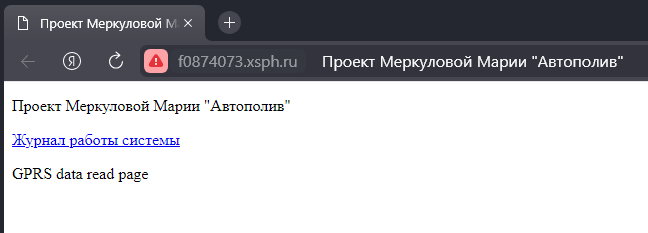 Проект Меркуловой М
f0874073.xsph.ru Проект Меркуловой Марии "Автополив"
Проект Меркуловой Марии "Автополив"
Журнал работы системы
GPRS data read page